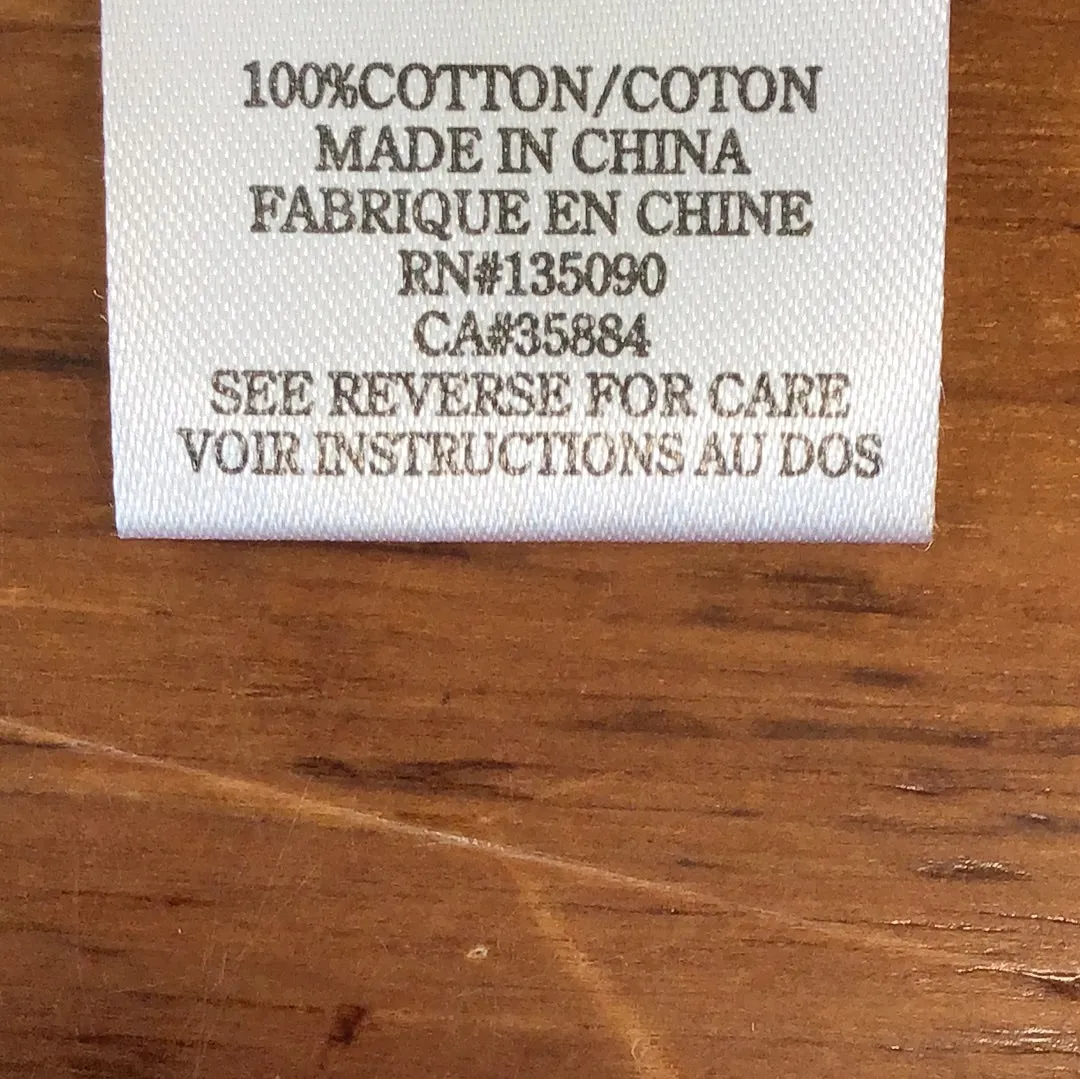 100%COTTON/COTON
MADE IN CHINA
FABRIQUE EN CHINE
RN#135090
CA#35884
SEE REVERSE FOR CARE
VOIR INSTRUCTIONS AU DOS